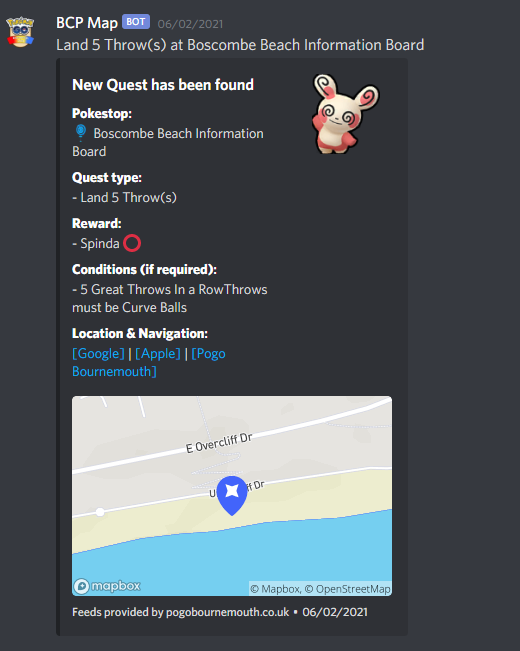 BCP Map BOT 06/02/2021
Land 5 Throw(s) at Boscombe Beach Information Board
New Quest has been found
Pokestop:
Boscombe Beach Information
Board
Quest type:
- Land 5 Throw(s)
Reward:
- Spinda
Conditions (if required):
- 5 Great Throws In a RowThrows
must be Curve Balls
Location & Navigation:
[Google] | [Apple] | [Pogo
Bournemouth]
E Overcliff Dr
Dr
mapbox
© Mapbox, © OpenStreetMap
Feeds provided by pogobournemouth.co.uk • 06/02/2021